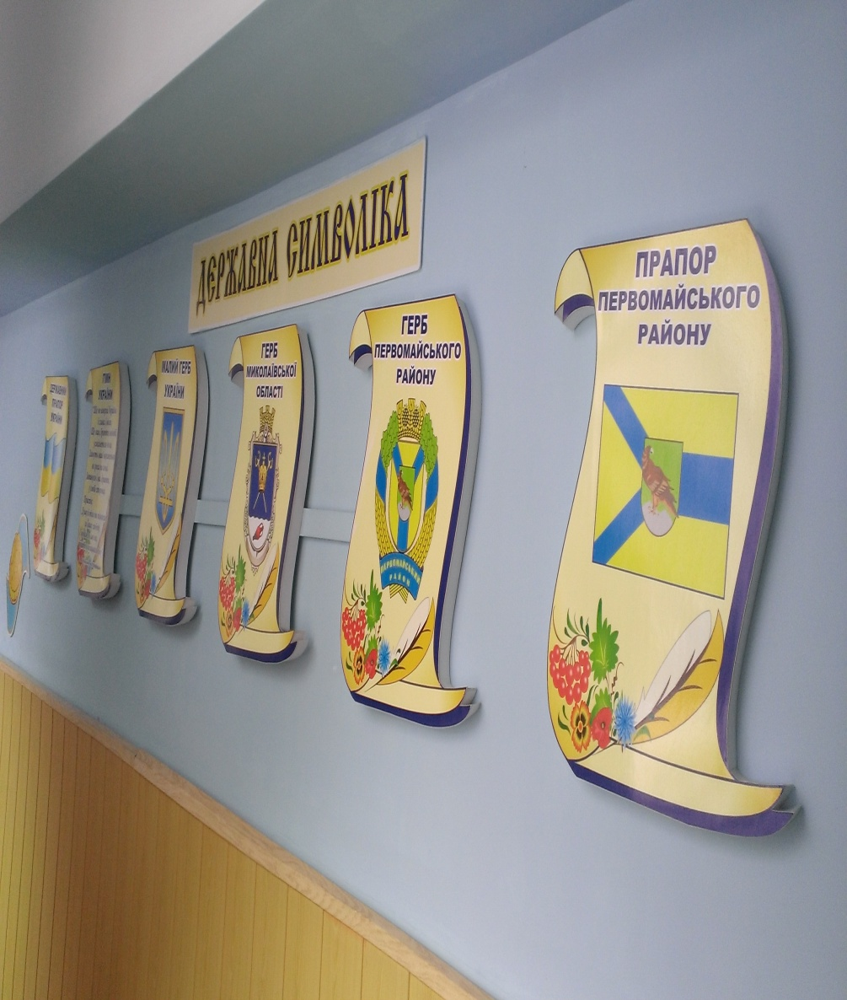 ДЕРЖАВНА СИМВОЛІКА
ДЕРЖАВНИЙ
ПРАПОР
УКРАЇНИ
ГІМН
УКРАЇНИ
МАЛИЙ ГЕРБ
УКРАЇНИ
ГЕРБ
МИКОЛАЇВСЬКОЇ
ОБЛАСТІ
ГЕРБ
ПЕРВОМАЙСЬКОГО
РАЙОНУ
ПЕРВОМАЙСЬКИЙ
РАЙОН
ПРАПОР
ПЕРВОМАЙСЬКОГО
РАЙОНУ